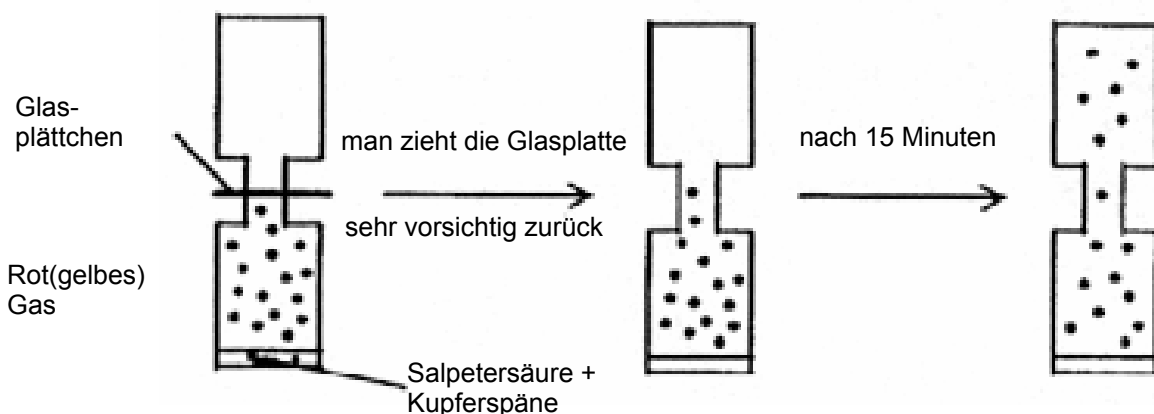 Glas-
plättchen
man zieht die Glasplatte
sehr vorsichtig zurück
nach 15 Minuten
Rot(gelbes)
Gas
Salpetersäure +
Kupferspäne